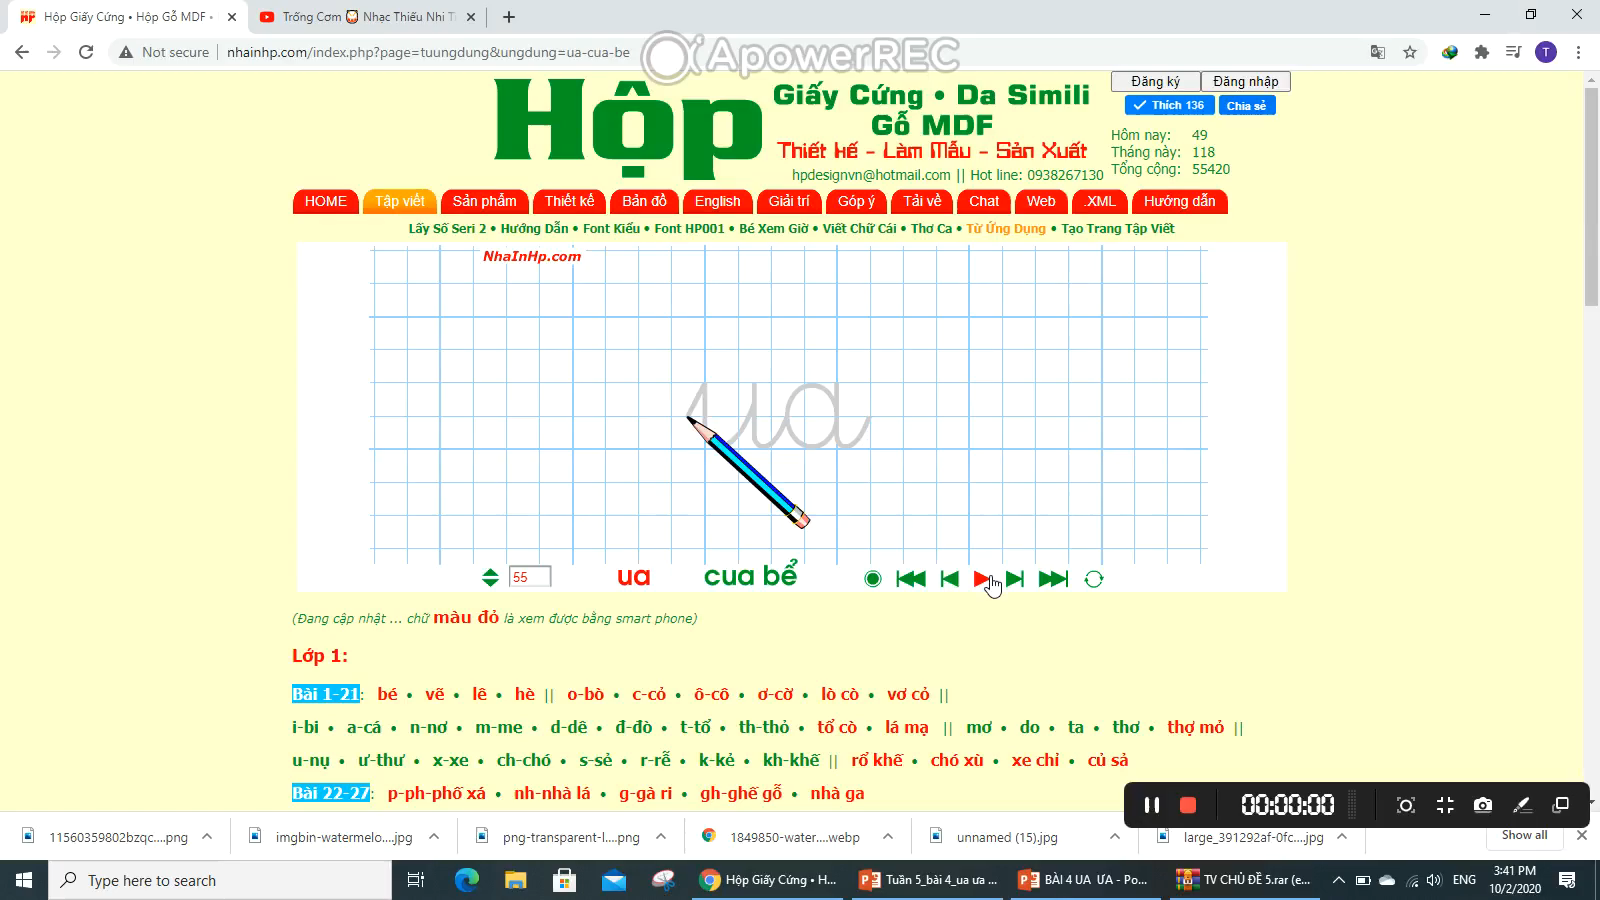 Hộp Giấy Cứng • Hộp Gỗ MDF •
Trống Cơm Nhạc Thiếu Nhi T
Not secure
nhainhp.com/index.php?page=tuungdung&ungdung=ua-cua-be
T
ApowerREC
Hộp
Giấy Cứng • Da Simili
Gỗ MDF
Thiết kế - Làm Mẫu - Sản Xuất
hpdesignvn@hotmail.com || Hot line: 0938267130
Đăng ký Đăng nhập
Thích 136 Chia sẻ
Hôm nay: 49
Tháng này: 118
Tổng cộng: 55420
HOME Tập viết Sản phẩm Thiết kế Bản đồ English Giải trí Góp ý Tải về Chat Web .XML Hướng dẫn
Lấy Số Seri 2 • Hướng Dẫn • Font Kiểu • Font HP001 • Bé Xem Giờ • Viết Chữ Cái • Thơ Ca • Từ Ứng Dụng • Tạo Trang Tập Viết
NhaInHp.com
ua
55 ua cua bể
(Đang cập nhật ... chữ màu đỏ là xem được bằng smart phone)
Lớp 1:
Bài 1-21: bé • vẽ • lê • hè || o-bò • c-cỏ • ô-cô • ơ-cờ • lò cò • vơ cỏ ||
i-bi • a-cá • n-nơ • m-me • d-dê • đ-đò • t-tổ • th-thỏ • tổ cò • lá mạ || mơ • do • ta • thơ • thợ mỏ ||
u-nụ • ư-thư • x-xe • ch-chó • s-sẻ • r-rễ • k-kẻ • kh-khế || rổ khế • chó xù • xe chỉ • củ sả
Bài 22-27: p-ph-phố xá • nh-nhà lá • g-gà ri • gh-ghế gỗ • nhà ga
00:00:00
11560359802bzqc....png
imgbin-watermelo....jpg
png-transparent-l....png
1849850-water....webp
unnamed (15).jpg
large_391292af-0fc....jpg
Show all
Type here to search
Hộp Giấy Cứng • H...
Tuần 5_bài 4_ua ưa ...
BÀI 4 UA ƯA - Po...
TV CHỦ ĐỀ 5.rar (e...
ENG
3:41 PM
10/2/2020